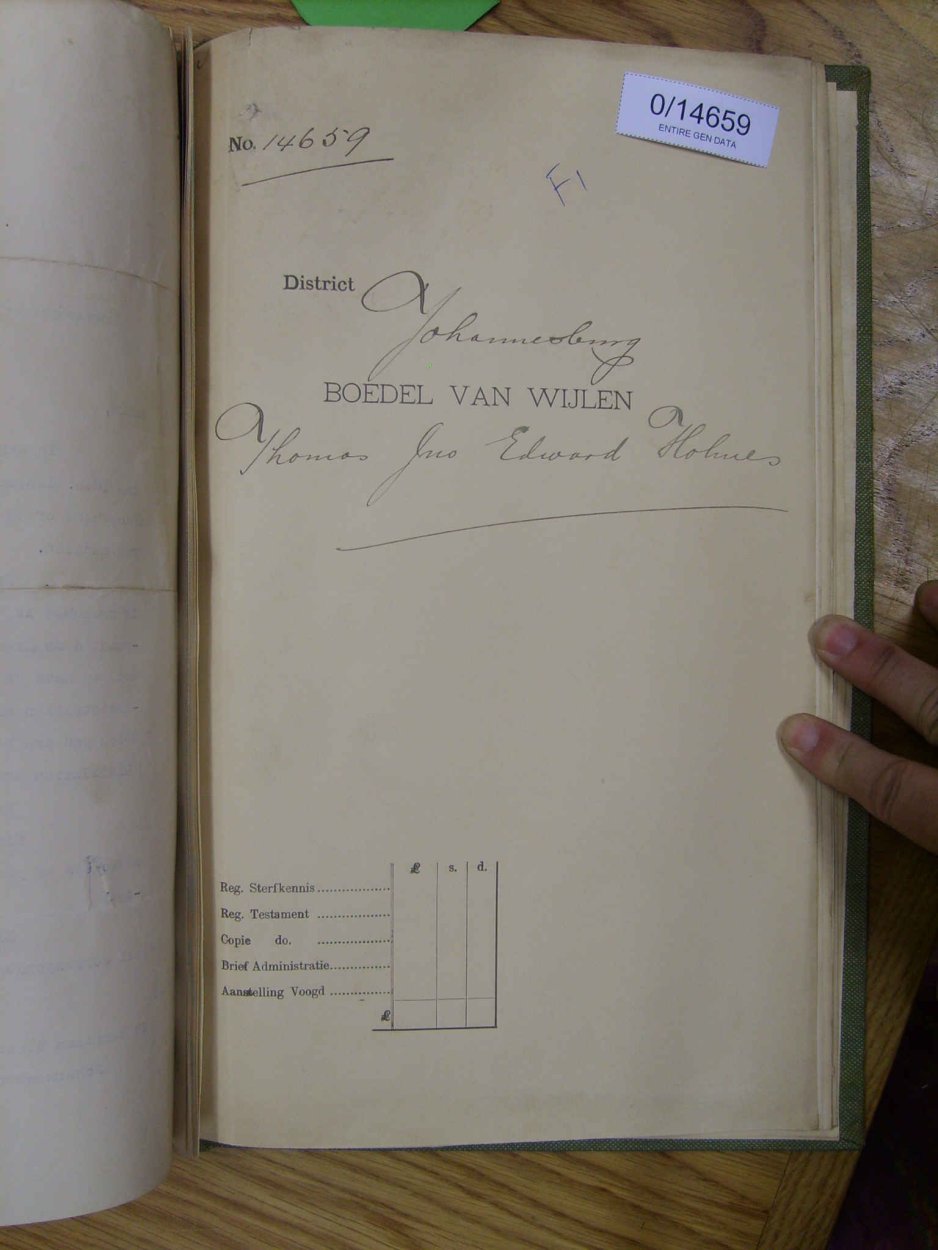 0/14659
ENTIRE GEN DATA
No. 14659
F1
District Johannesburg
BOEDEL VAN WIJLEN
Thomas Jno Edward Holmes
£ s. d.
Reg. Sterfkennis
Reg. Testament
Copie do.
Brief Administratie
Aanstelling Voogd
£